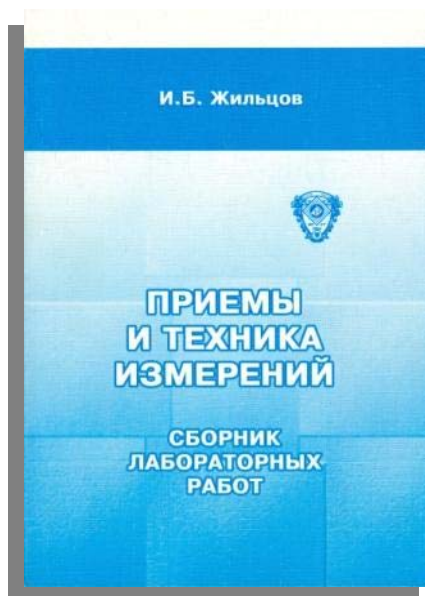 И.Б. Жильцов
ПРИЕМЫ
И ТЕХНИКА
ИЗМЕРЕНИЙ
СБОРНИК
ЛАБОРАТОРНЫХ
РАБОТ